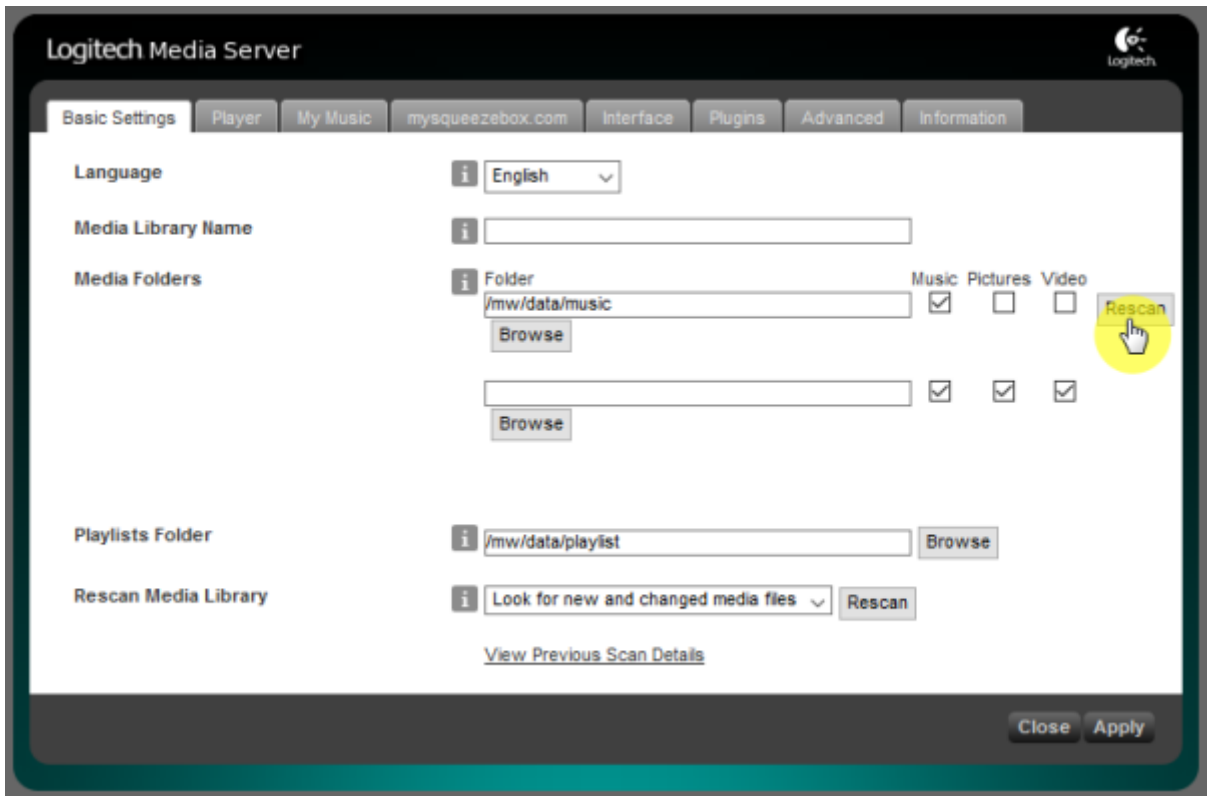 Logitech Media Server
Logitech
Basic Settings Player My Music mysqueezebox.com Interface Plugins Advanced Information
Language i English
Media Library Name i
Media Folders i Folder Music Pictures Video
/mw/data/music Rescan
Browse
Browse
Playlists Folder i /mw/data/playlist Browse
Rescan Media Library i Look for new and changed media files Rescan
View Previous Scan Details
Close Apply